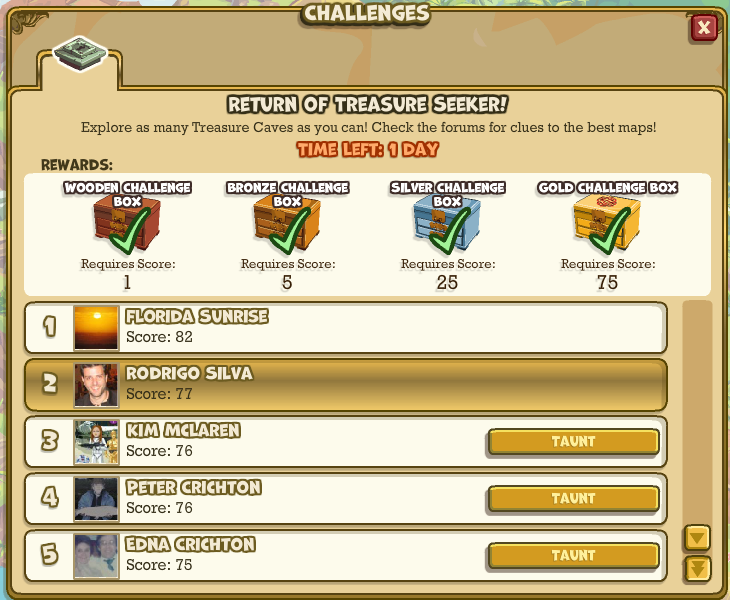 CHALLENGES
X
RETURN OF TREASURE SEEKER!
Explore as many Treasure Caves as you can! Check the forums for clues to the best maps!
TIME LEFT: 1 DAY
REWARDS:
WOODEN CHALLENGE BOX
Requires Score:
1
BRONZE CHALLENGE BOX
Requires Score:
5
SILVER CHALLENGE BOX
Requires Score:
25
GOLD CHALLENGE BOX
Requires Score:
75
1
FLORIDA SUNRISE
Score: 82
2
RODRIGO SILVA
Score: 77
3
KIM MCLAREN
Score: 76
TAUNT
4
PETER CRICHTON
Score: 76
TAUNT
5
EDNA CRICHTON
Score: 75
TAUNT